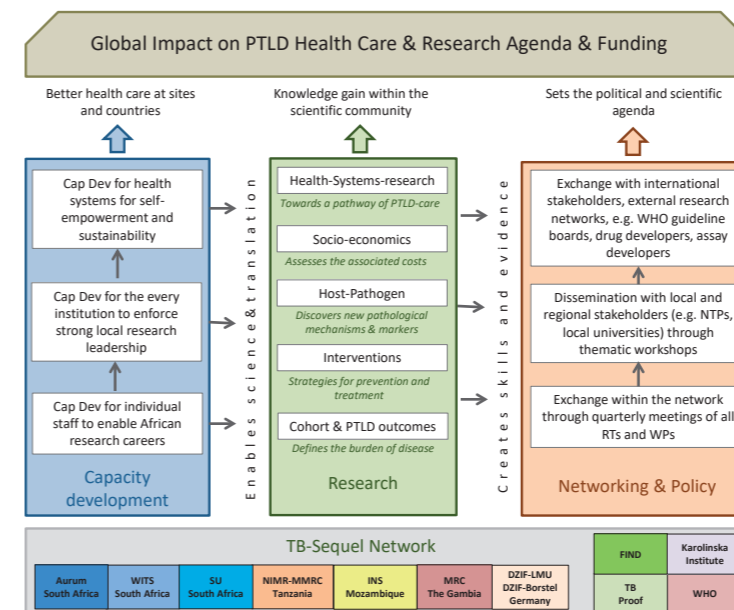 Global Impact on PTLD Health Care & Research Agenda & Funding
Better health care at sites
and countries
Knowledge gain within the
scientific community
Sets the political and scientific
agenda
Cap Dev for health
systems for self-
empowerment and
sustainability
Cap Dev for the every
institution to enforce
strong local research
leadership
Cap Dev for individual
staff to enable African
research careers
Capacity
development
Enables science&translation
Health-Systems-research
Towards a pathway of PTLD-care
Socio-economics
Assesses the associated costs
Host-Pathogen
Discovers new pathological
mechanisms & markers
Interventions
Strategies for prevention and
treatment
Cohort & PTLD outcomes
Defines the burden of disease
Research
Creates skills and evidence
Exchange with international
stakeholders, external research
networks, e.g. WHO guideline
boards, drug developers, assay
developers
Dissemination with local and
regional stakeholders (e.g. NTPs,
local universities) through
thematic workshops
Exchange within the network
through quarterly meetings of all
RTs and WPs
Networking & Policy
TB-Sequel Network
Aurum
South Africa
WITS
South Africa
SU
South Africa
NIMR-MMRC
Tanzania
INS
Mozambique
MRC
The Gambia
DZIF-LMU
DZIF-Borstel
Germany
FIND
Karolinska
Institute
TB
Proof
WHO